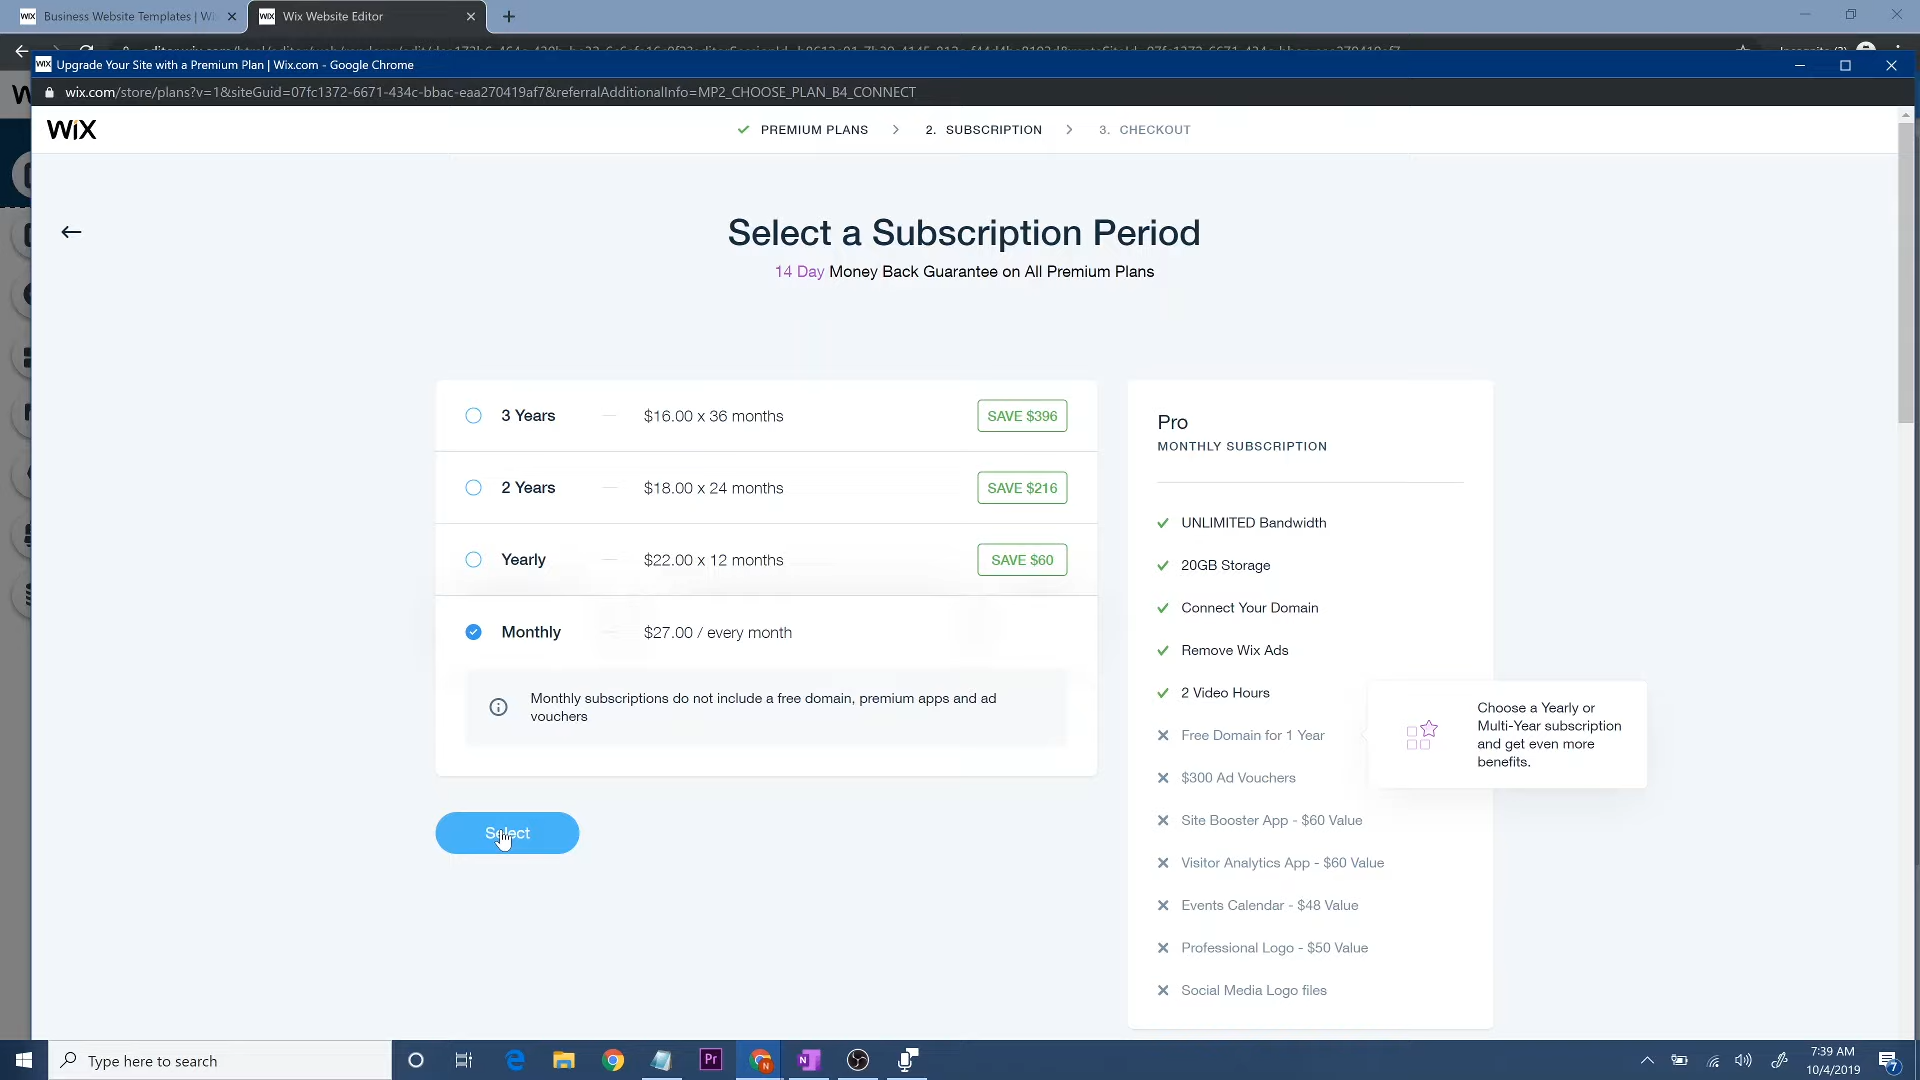 Business Website Templates | Wi
Wix Website Editor
Upgrade Your Site with a Premium Plan | Wix.com - Google Chrome
wix.com/store/plans?v=1&siteGuid=07fc1372-6671-434c-bbac-eaa270419af7&referralAdditionalInfo=MP2_CHOOSE_PLAN_B4_CONNECT
WiX
PREMIUM PLANS
2. SUBSCRIPTION
3. CHECKOUT
Select a Subscription Period
14 Day Money Back Guarantee on All Premium Plans
3 Years
$16.00 x 36 months
SAVE $396
2 Years
$18.00 x 24 months
SAVE $216
Yearly
$22.00 x 12 months
SAVE $60
Monthly
$27.00 / every month
Monthly subscriptions do not include a free domain, premium apps and ad
vouchers
Select
Pro
MONTHLY SUBSCRIPTION
UNLIMITED Bandwidth
20GB Storage
Connect Your Domain
Remove Wix Ads
2 Video Hours
Free Domain for 1 Year
$300 Ad Vouchers
Site Booster App - $60 Value
Visitor Analytics App - $60 Value
Events Calendar - $48 Value
Professional Logo - $50 Value
Social Media Logo files
Choose a Yearly or
Multi-Year subscription
and get even more
benefits.
Type here to search
7:39 AM
10/4/2019